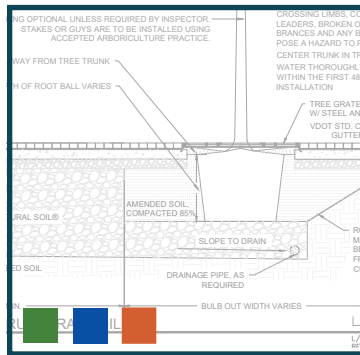 NG OPTIONAL UNLESS REQUIRED BY INSPECTOR.
STAKES OR GUYS ARE TO BE INSTALLED USING
ACCEPTED ARBORICULTURE PRACTICE.
WAY FROM TREE TRUNK
TH OF ROOT BALL VARIES
CROSSING LIMBS, CO
LEADERS, BROKEN O
BRANCES AND ANY B
POSE A HAZARD TO P
CENTER TRUNK IN TR
WATER THOROUGHL
WITHIN THE FIRST 48
INSTALLATION
TREE GRATE
W/ STEEL AN
VDOT STD. C
GUTTER
AMENDED SOIL,
COMPACTED 85%
URAL SOIL®
SLOPE TO DRAIN
ED SOIL
DRAINAGE PIPE, AS
REQUIRED
BULB OUT WIDTH VARIES